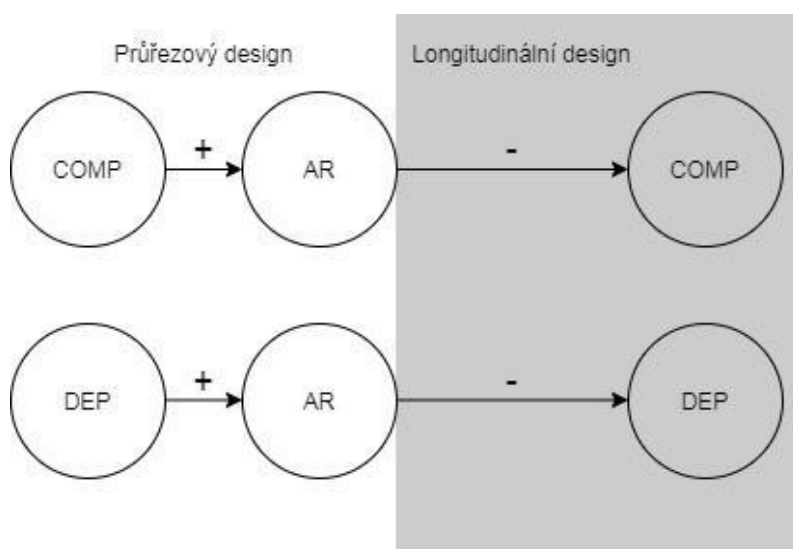 Průřezový design
Longitudinální design
COMP
+
AR
-
COMP
DEP
+
AR
-
DEP